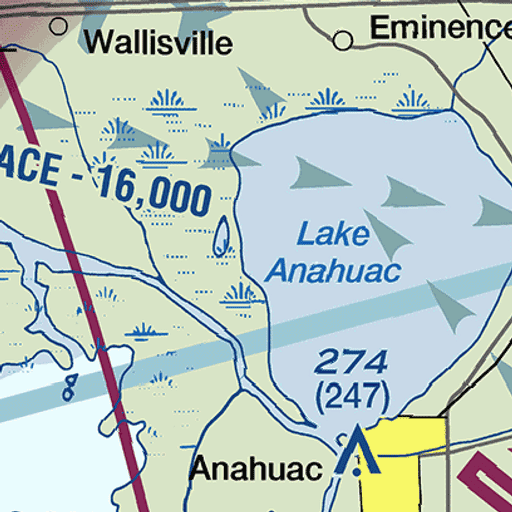 Wallisville
Eminence
ACE - 16,000
Lake
Anahuac
274
(247)
Anahuac